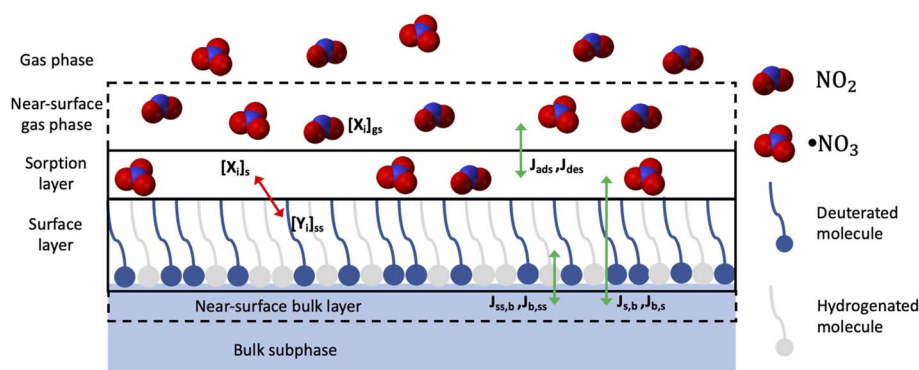 Gas phase
Near-surface
gas phase
[Xᵢ]gs
Sorption
layer
[Xᵢ]s
Jads ,Jdes
Surface
layer
[Yᵢ]ss
Near-surface bulk layer
Jss,b ,Jb,ss
Js,b ,Jb,s
Bulk subphase
NO₂
•NO₃
Deuterated
molecule
Hydrogenated
molecule